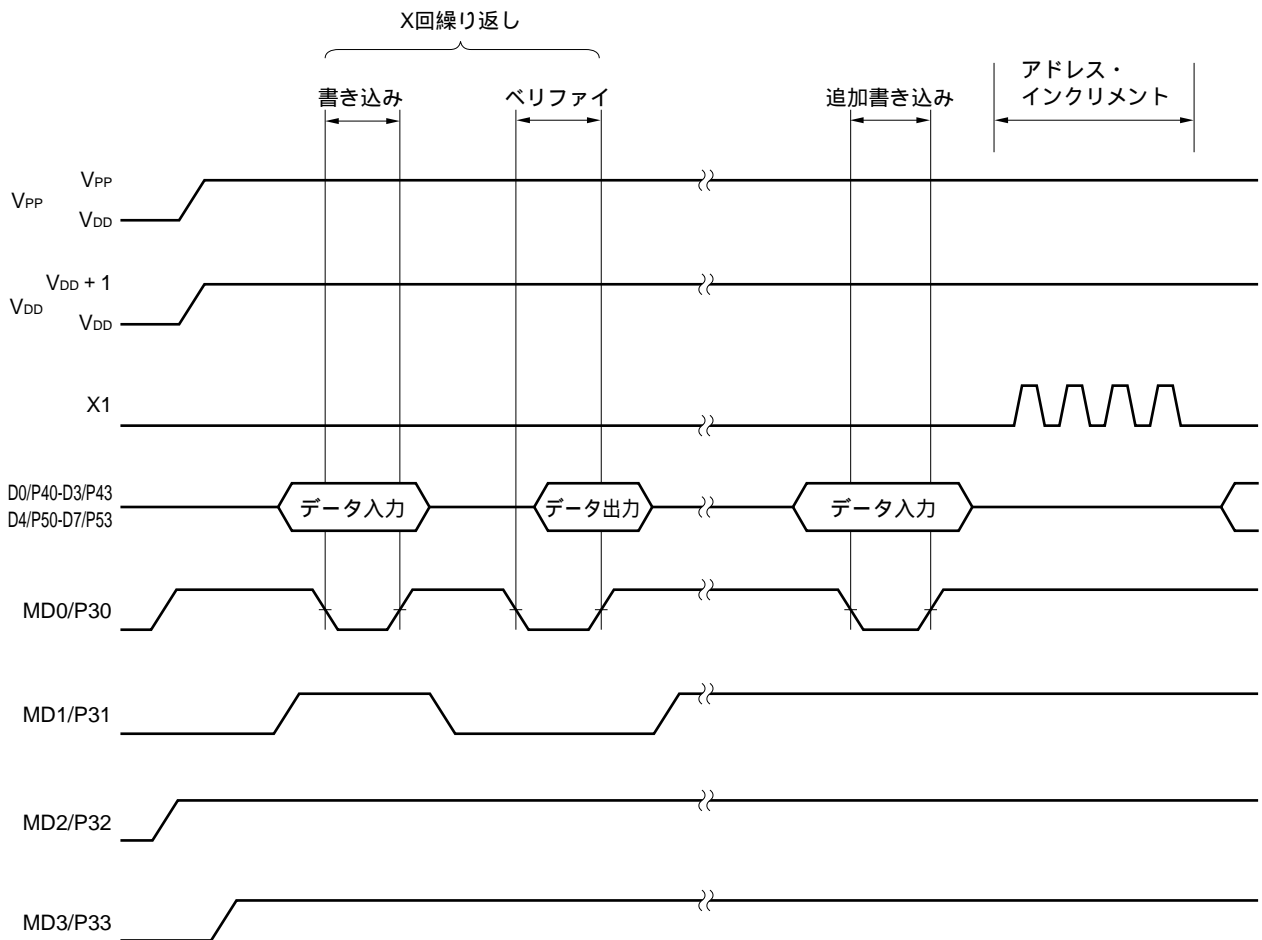 X回繰り返し
書き込み
ベリファイ
追加書き込み
アドレス・
インクリメント
VPP
VPP
VDD
VDD + 1
VDD
VDD
X1
D0/P40-D3/P43
D4/P50-D7/P53
データ入力
データ出力
データ入力
MD0/P30
MD1/P31
MD2/P32
MD3/P33